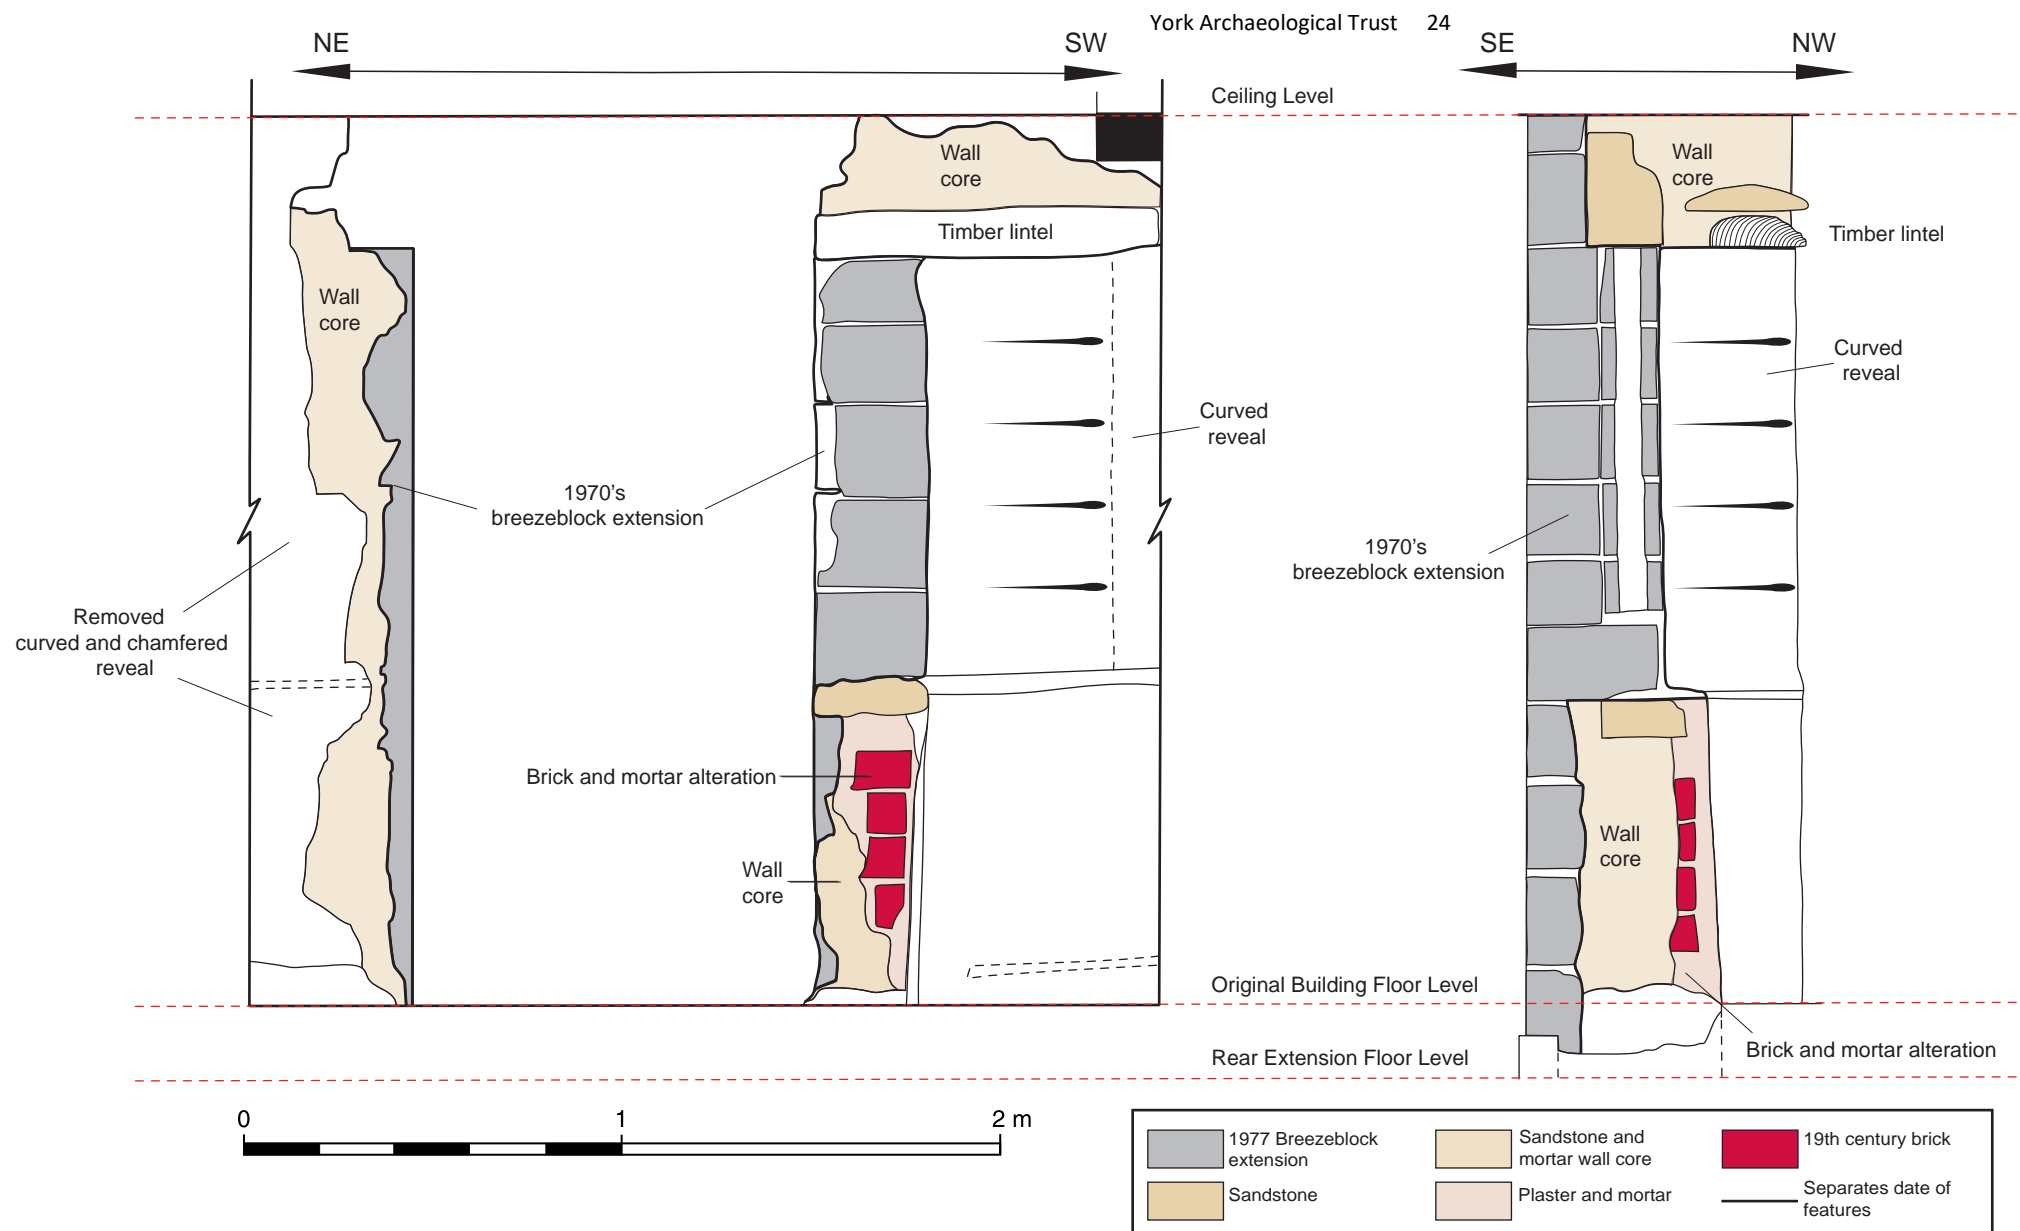 York Archaeological Trust 24
NE
SW
SE
NW
Ceiling Level
Wall
core
Timber lintel
Wall
core
Curved
reveal
1970's
breezeblock extension
Removed
curved and chamfered
reveal
Brick and mortar alteration
Wall
core
Wall
core
Timber lintel
Curved
reveal
1970's
breezeblock extension
Wall
core
Original Building Floor Level
Brick and mortar alteration
Rear Extension Floor Level
0 1 2 m
1977 Breezeblock
extension
Sandstone and
mortar wall core
19th century brick
Sandstone
Plaster and mortar
Separates date of
features